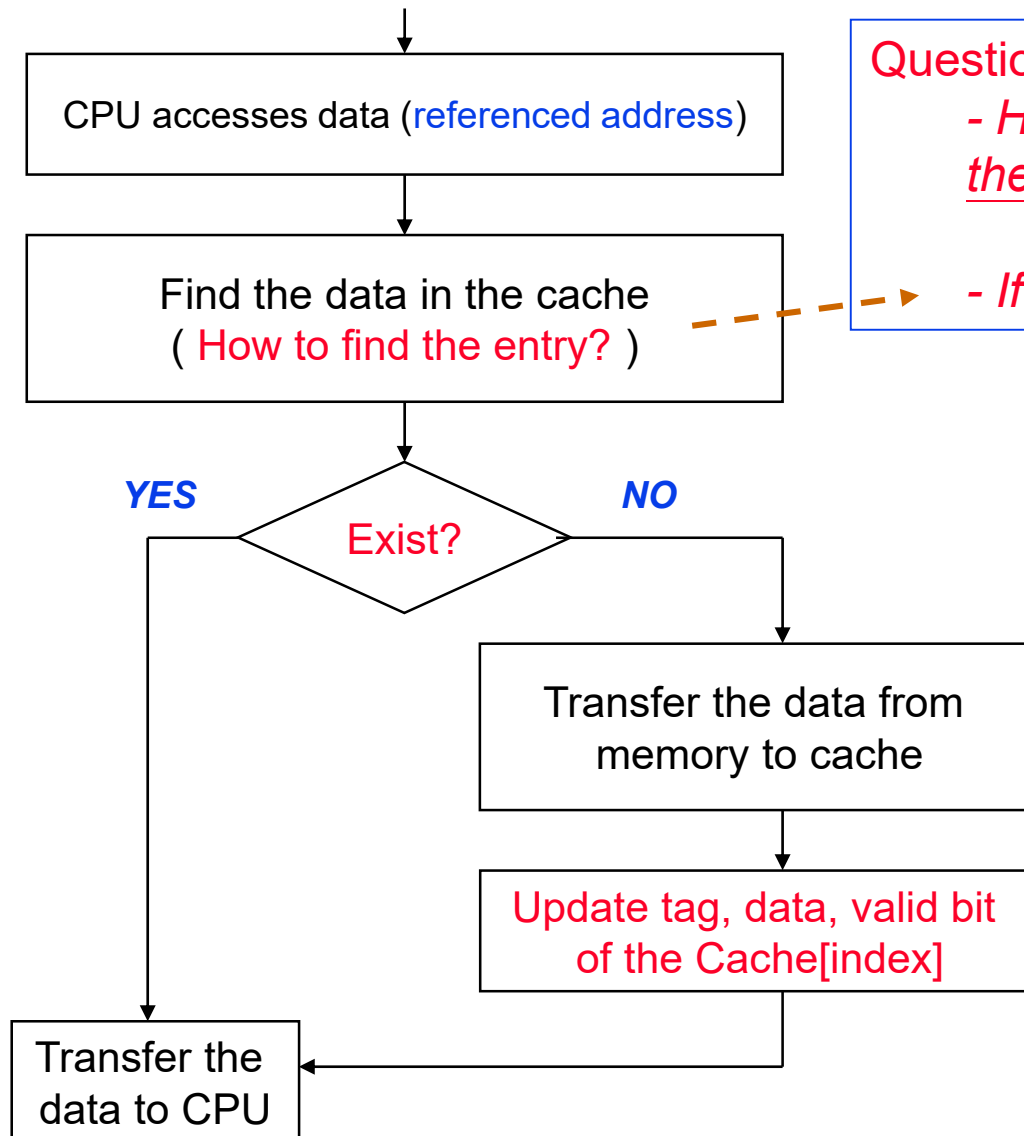 CPU accesses data (referenced address)
Find the data in the cache
( How to find the entry? )
Exist?
YES
NO
Transfer the data from
memory to cache
Update tag, data, valid bit
of the Cache[index]
Transfer the
data to CPU
- If